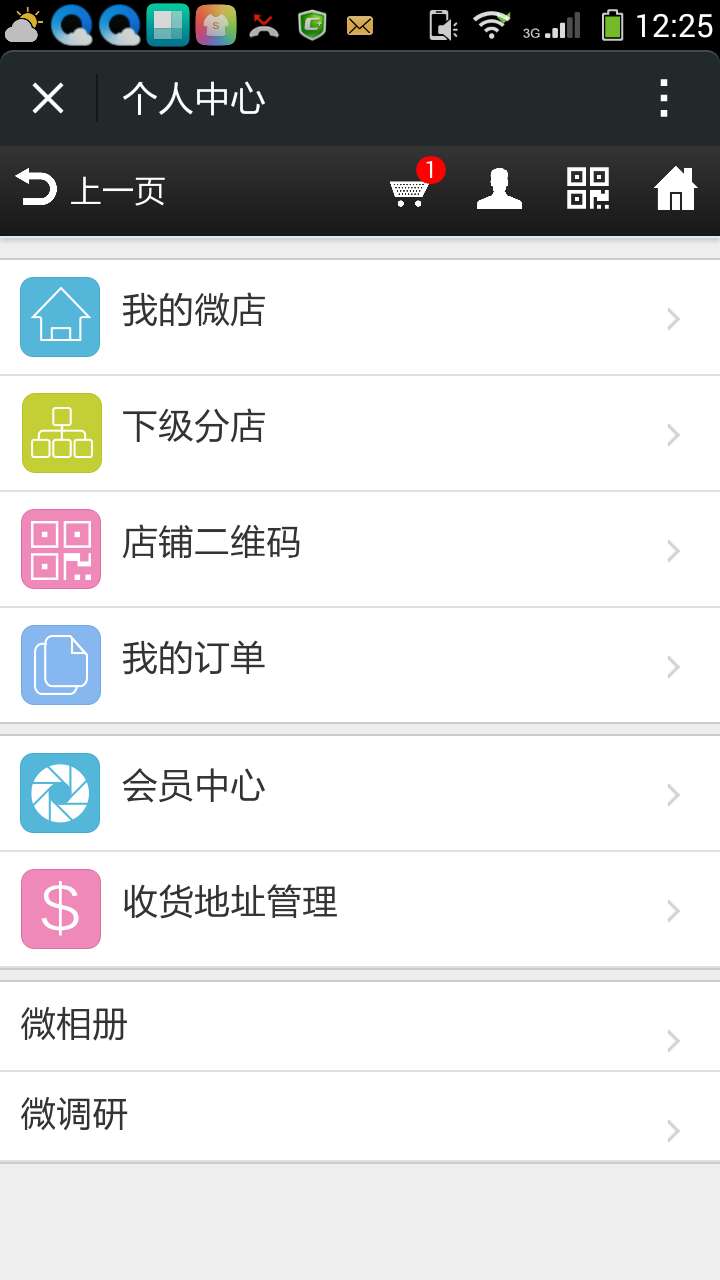 3G 12:25
个人中心
上一页 1
我的微店
下级分店
店铺二维码
我的订单
会员中心
$ 收货地址管理
微相册
微调研